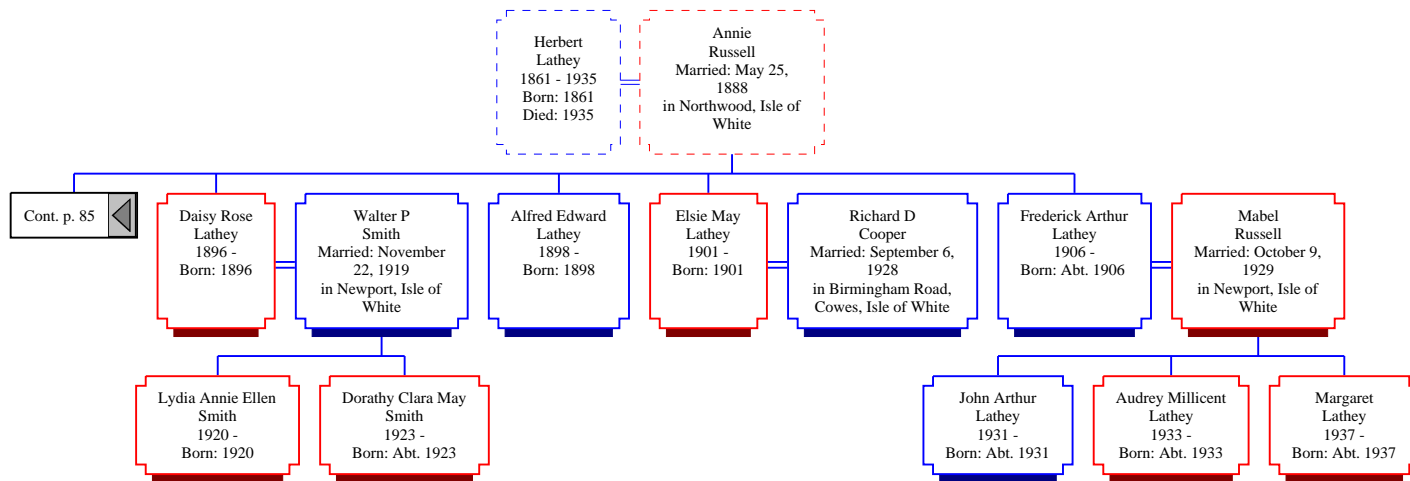 Herbert
Lathey
1861 - 1935
Born: 1861
Died: 1935
Annie
Russell
Married: May 25,
1888
in Northwood, Isle of
White
Cont. p. 85
Daisy Rose
Lathey
1896 -
Born: 1896
Walter P
Smith
Married: November
22, 1919
in Newport, Isle of
White
Alfred Edward
Lathey
1898 -
Born: 1898
Elsie May
Lathey
1901 -
Born: 1901
Richard D
Cooper
Married: September 6,
1928
in Birmingham Road,
Cowes, Isle of White
Frederick Arthur
Lathey
1906 -
Born: Abt. 1906
Mabel
Russell
Married: October 9,
1929
in Newport, Isle of
White
Lydia Annie Ellen
Smith
1920 -
Born: 1920
Dorathy Clara May
Smith
1923 -
Born: Abt. 1923
John Arthur
Lathey
1931 -
Born: Abt. 1931
Audrey Millicent
Lathey
1933 -
Born: Abt. 1933
Margaret
Lathey
1937 -
Born: Abt. 1937